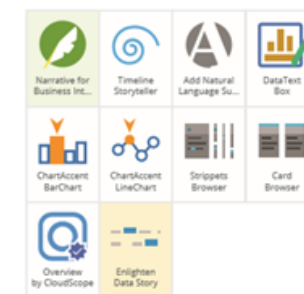 Narrative for
Business Int...
Timeline
Storyteller
Add Natural
Language Su...
DataText
Box
ChartAccent
BarChart
ChartAccent
LineChart
Strippets
Browser
Card
Browser
Overview
by CloudScope
Enlighten
Data Story